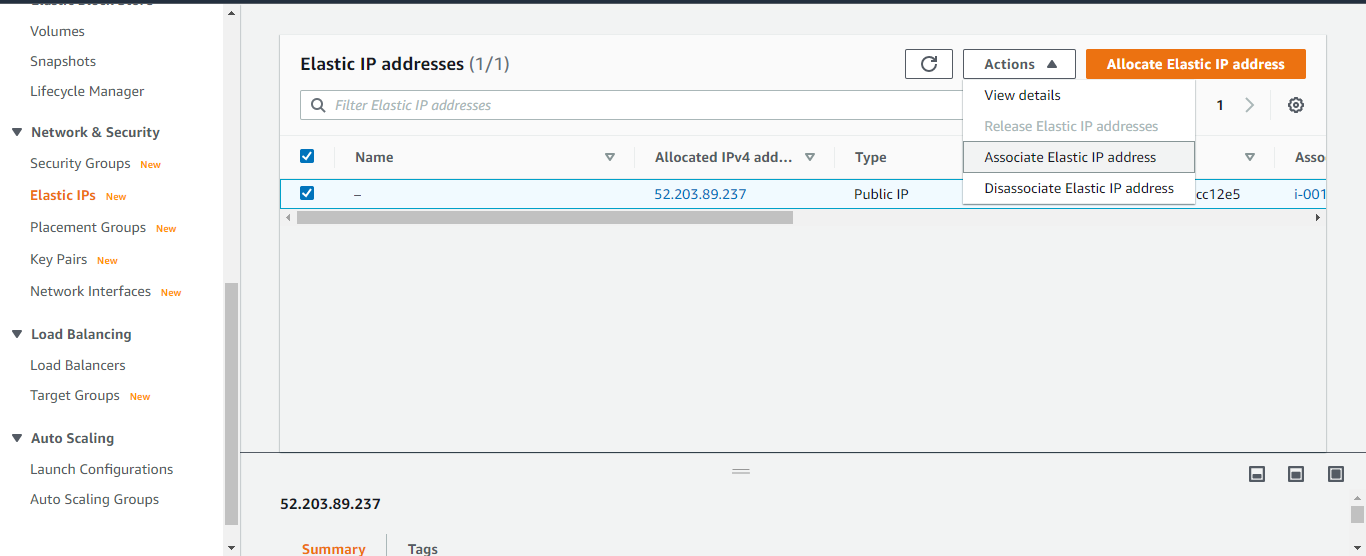 Volumes
Snapshots
Lifecycle Manager
Network & Security
Security Groups New
Elastic IPs New
Placement Groups New
Key Pairs New
Network Interfaces New
Load Balancing
Load Balancers
Target Groups New
Auto Scaling
Launch Configurations
Auto Scaling Groups
Elastic IP addresses (1/1)
Actions
Allocate Elastic IP address
Filter Elastic IP addresses
1
View details
Release Elastic IP addresses
Associate Elastic IP address
Disassociate Elastic IP address
Name Allocated IPv4 add... Type Asso
– 52.203.89.237 Public IP cc12e5 i-001
52.203.89.237
Summary Tags